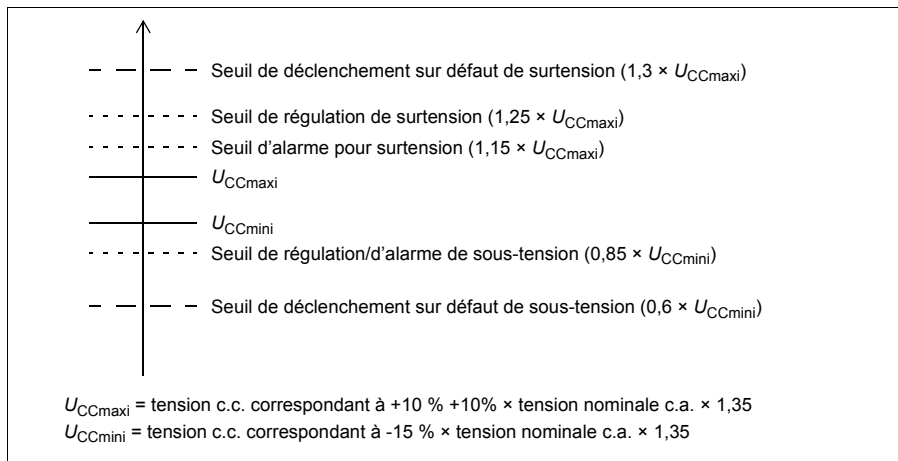 Seuil de déclenchement sur défaut de surtension (1,3 × UCCmaxi)
Seuil de régulation de surtension (1,25 × UCCmaxi)
Seuil d'alarme pour surtension (1,15 × UCCmaxi)
UCCmaxi
UCCmini
Seuil de régulation/d'alarme de sous-tension (0,85 × UCCmini)
Seuil de déclenchement sur défaut de sous-tension (0,6 × UCCmini)
UCCmaxi = tension c.c. correspondant à +10 % +10% × tension nominale c.a. × 1,35
UCCmini = tension c.c. correspondant à -15 % × tension nominale c.a. × 1,35